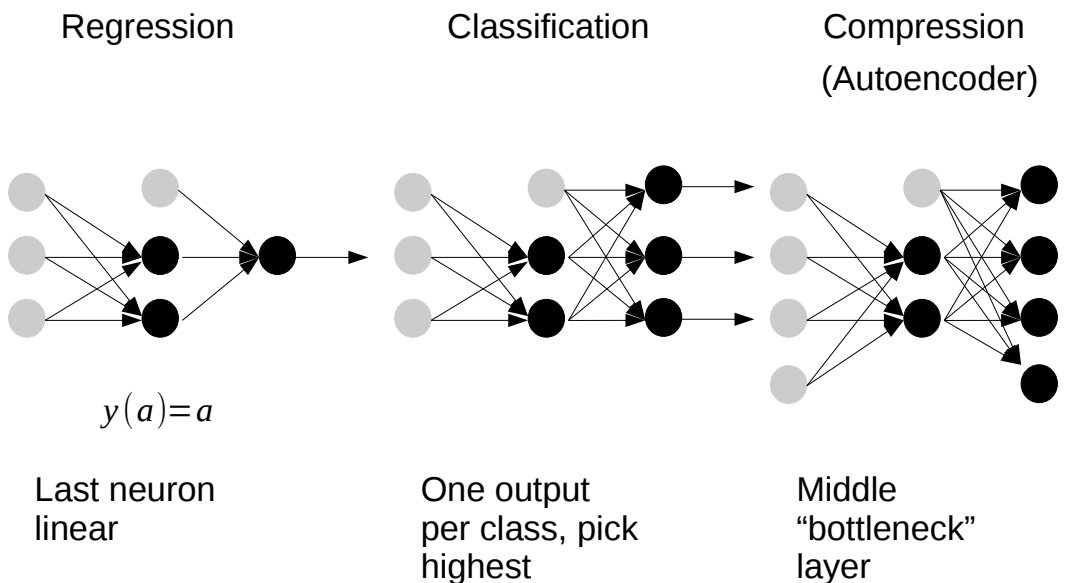 Regression
Classification
Compression
(Autoencoder)
y(a)=a
Last neuron
linear
One output
per class, pick
highest
Middle
“bottleneck”
layer